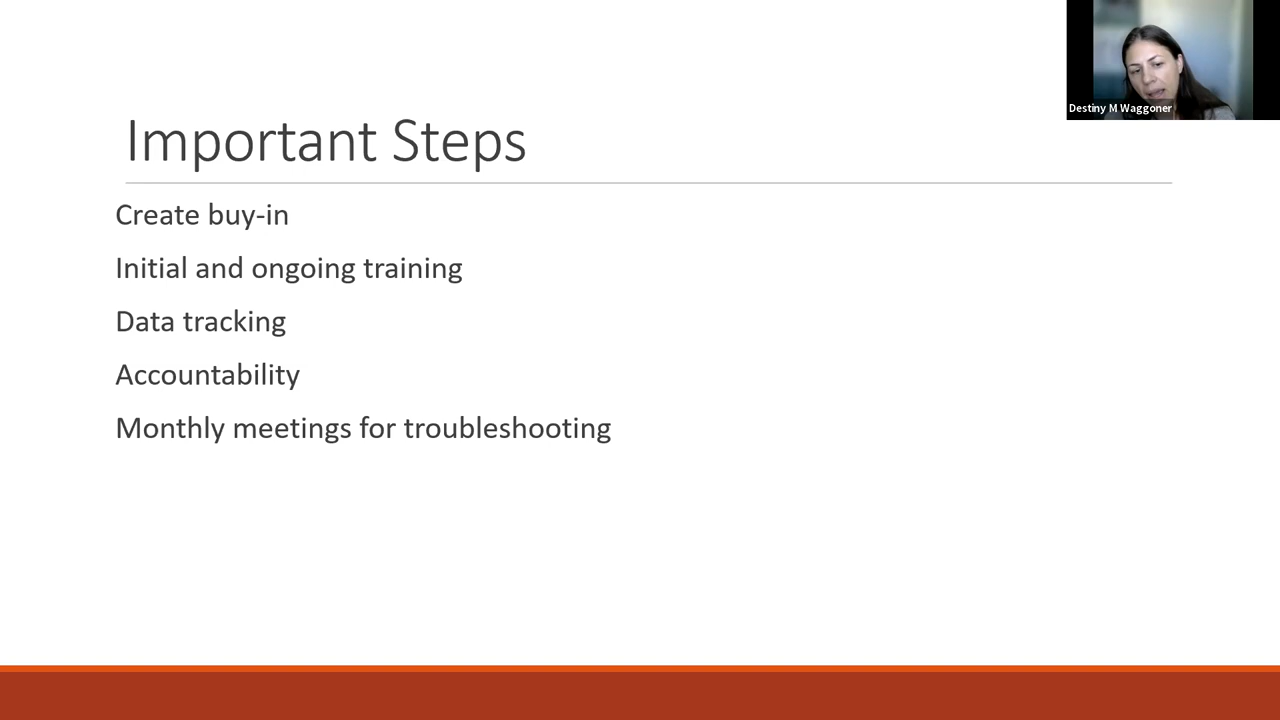 Destiny M Waggoner
Important Steps
Create buy-in
Initial and ongoing training
Data tracking
Accountability
Monthly meetings for troubleshooting